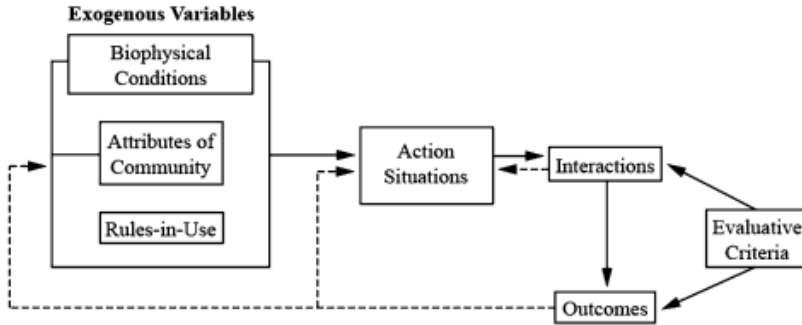 Exogenous Variables
Biophysical
Conditions
Attributes of
Community
Rules-in-Use
Action
Situations
Interactions
Evaluative
Criteria
Outcomes